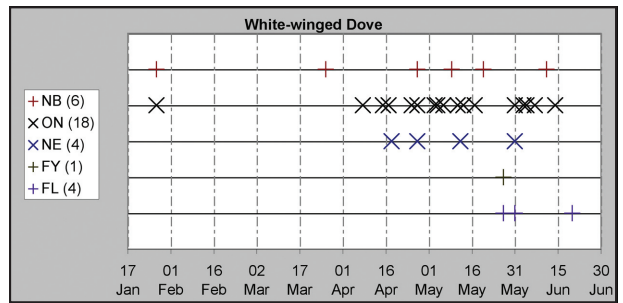 White-winged Dove
NB (6)
ON (18)
NE (4)
FY (1)
FL (4)
17 01 16 02 17 01 16 01 16 31 15 30
Jan Feb Feb Mar Mar Apr Apr May May May Jun Jun